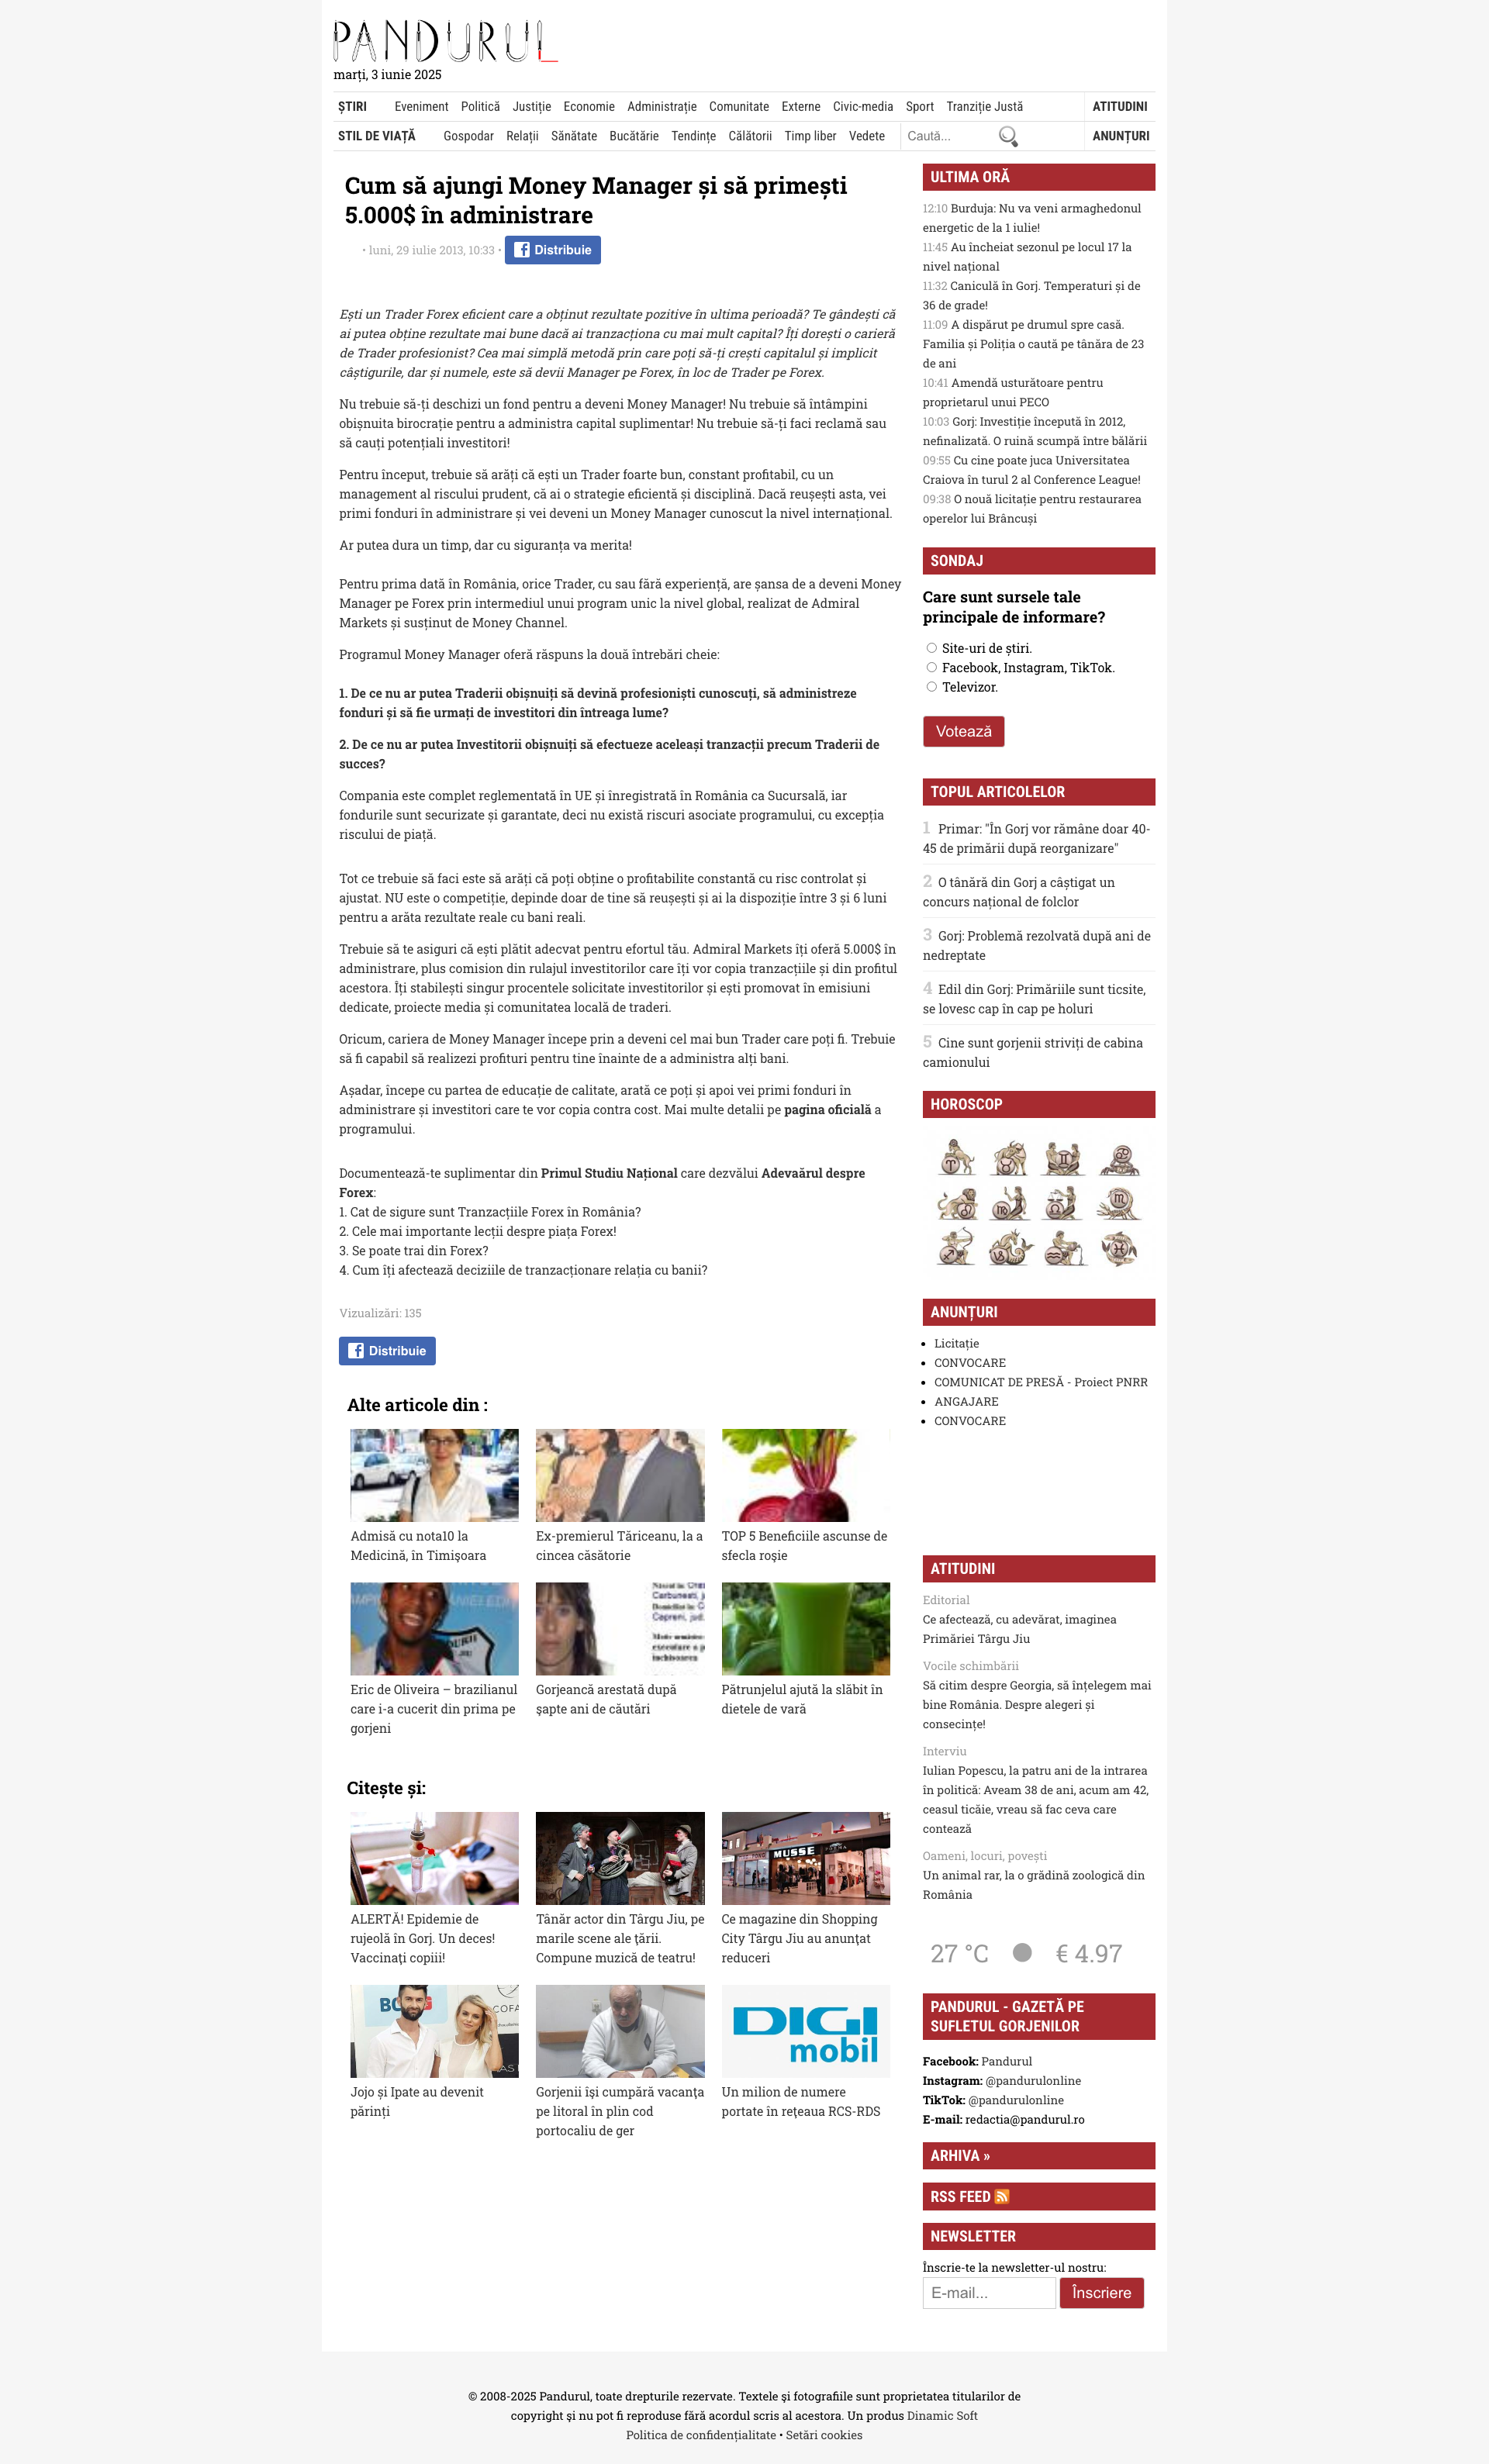 PANDURUL
marți, 3 iunie 2025
ȘTIRI Eveniment Politică Justiție Economie Administrație Comunitate Externe Civic-media Sport Tranziție Justă ATITUDINI
STIL DE VIAȚĂ Gospodar Relații Sănătate Bucătărie Tendințe Călătorii Timp liber Vedete Caută... ANUNȚURI
Cum să ajungi Money Manager și să primești
5.000$ în administrare
• luni, 29 iulie 2013, 10:33 • Distribuie
Ești un Trader Forex eficient care a obținut rezultate pozitive în ultima perioadă? Te gândești că
ai putea obține rezultate mai bune dacă ai tranzacționa cu mai mult capital? Îți dorești o carieră
de Trader profesionist? Cea mai simplă metodă prin care poți să-ți crești capitalul și implicit
câștigurile, dar și numele, este să devii Manager pe Forex, în loc de Trader pe Forex.
Nu trebuie să-ți deschizi un fond pentru a deveni Money Manager! Nu trebuie să întâmpini
obișnuita birocrație pentru a administra capital suplimentar! Nu trebuie să-ți faci reclamă sau
să cauți potențiali investitori!
Pentru început, trebuie să arăți că ești un Trader foarte bun, constant profitabil, cu un
management al riscului prudent, că ai o strategie eficientă și disciplină. Dacă reușești asta, vei
primi fonduri în administrare și vei deveni un Money Manager cunoscut la nivel internațional.
Ar putea dura un timp, dar cu siguranța va merita!
Pentru prima dată în România, orice Trader, cu sau fără experiență, are șansa de a deveni Money
Manager pe Forex prin intermediul unui program unic la nivel global, realizat de Admiral
Markets și susținut de Money Channel.
Programul Money Manager oferă răspuns la două întrebări cheie:
1. De ce nu ar putea Traderii obișnuiți să devină profesioniști cunoscuți, să administreze
fonduri și să fie urmați de investitori din întreaga lume?
2. De ce nu ar putea Investitorii obișnuiți să efectueze aceleași tranzacții precum Traderii de
succes?
Compania este complet reglementată în UE și înregistrată în România ca Sucursală, iar
fondurile sunt securizate și garantate, deci nu există riscuri asociate programului, cu excepția
riscului de piață.
Tot ce trebuie să faci este să arăți că poți obține o profitabilite constantă cu risc controlat și
ajustat. NU este o competiție, depinde doar de tine să reușești și ai la dispoziție între 3 și 6 luni
pentru a arăta rezultate reale cu bani reali.
Trebuie să te asiguri că ești plătit adecvat pentru efortul tău. Admiral Markets îți oferă 5.000$ în
administrare, plus comision din rulajul investitorilor care îți vor copia tranzacțiile și din profitul
acestora. Îți stabilești singur procentele solicitate investitorilor și ești promovat în emisiuni
dedicate, proiecte media și comunitatea locală de traderi.
Oricum, cariera de Money Manager începe prin a deveni cel mai bun Trader care poți fi. Trebuie
să fi capabil să realizezi profituri pentru tine înainte de a administra alți bani.
Așadar, începe cu partea de educație de calitate, arată ce poți și apoi vei primi fonduri în
administrare și investitori care te vor copia contra cost. Mai multe detalii pe pagina oficială a
programului.
Documentează-te suplimentar din Primul Studiu Național care dezvălui Adevaărul despre
Forex:
1. Cat de sigure sunt Tranzacțiile Forex în România?
2. Cele mai importante lecții despre piața Forex!
3. Se poate trai din Forex?
4. Cum îți afectează deciziile de tranzacționare relația cu banii?
Vizualizări: 135
Distribuie
Alte articole din :
Admisă cu nota10 la
Medicină, în Timișoara
Ex-premierul Tăriceanu, la a
cincea căsătorie
TOP 5 Beneficiile ascunse de
sfecla roșie
Eric de Oliveira – brazilianul
care i-a cucerit din prima pe
gorjeni
Gorjeancă arestată după
șapte ani de căutări
Pătrunjelul ajută la slăbit în
dietele de vară
Citește și:
MUSSE
ALERTĂ! Epidemie de
rujeolă în Gorj. Un deces!
Vaccinați copiii!
Tânăr actor din Târgu Jiu, pe
marile scene ale țării.
Compune muzică de teatru!
Ce magazine din Shopping
City Târgu Jiu au anunțat
reduceri
DIGI
mobil
Jojo și Ipate au devenit
părinți
Gorjenii își cumpără vacanța
pe litoral în plin cod
portocaliu de ger
Un milion de numere
portate în rețeaua RCS-RDS
ULTIMA ORĂ
12:10 Burduja: Nu va veni armaghedonul
energetic de la 1 iulie!
11:45 Au încheiat sezonul pe locul 17 la
nivel național
11:32 Caniculă în Gorj. Temperaturi și de
36 de grade!
11:09 A dispărut pe drumul spre casă.
Familia și Poliția o caută pe tânăra de 23
de ani
10:41 Amendă usturătoare pentru
proprietarul unui PECO
10:03 Gorj: Investiție începută în 2012,
nefinalizată. O ruină scumpă între bălării
09:55 Cu cine poate juca Universitatea
Craiova în turul 2 al Conference League!
09:38 O nouă licitație pentru restaurarea
operelor lui Brâncuși
SONDAJ
Care sunt sursele tale
principale de informare?
Site-uri de știri.
Facebook, Instagram, TikTok.
Televizor.
Votează
TOPUL ARTICOLELOR
1 Primar: "În Gorj vor rămâne doar 40-
45 de primării după reorganizare"
2 O tânără din Gorj a câștigat un
concurs național de folclor
3 Gorj: Problemă rezolvată după ani de
nedreptate
4 Edil din Gorj: Primăriile sunt ticsite,
se lovesc cap în cap pe holuri
5 Cine sunt gorjenii striviți de cabina
camionului
HOROSCOP
ANUNȚURI
Licitație
CONVOCARE
COMUNICAT DE PRESĂ - Proiect PNRR
ANGAJARE
CONVOCARE
ATITUDINI
Editorial
Ce afectează, cu adevărat, imaginea
Primăriei Târgu Jiu
Vocile schimbării
Să citim despre Georgia, să înțelegem mai
bine România. Despre alegeri și
consecințe!
Interviu
Iulian Popescu, la patru ani de la intrarea
în politică: Aveam 38 de ani, acum am 42,
ceasul ticăie, vreau să fac ceva care
contează
Oameni, locuri, povești
Un animal rar, la o grădină zoologică din
România
27 °C € 4.97
PANDURUL - GAZETĂ PE
SUFLETUL GORJENILOR
Facebook: Pandurul
Instagram: @pandurulonline
TikTok: @pandurulonline
E-mail: redactia@pandurul.ro
ARHIVA »
RSS FEED
NEWSLETTER
Înscrie-te la newsletter-ul nostru:
E-mail... Înscriere
© 2008-2025 Pandurul, toate drepturile rezervate. Textele și fotografiile sunt proprietatea titularilor de
copyright și nu pot fi reproduse fără acordul scris al acestora. Un produs Dinamic Soft
Politica de confidențialitate • Setări cookies